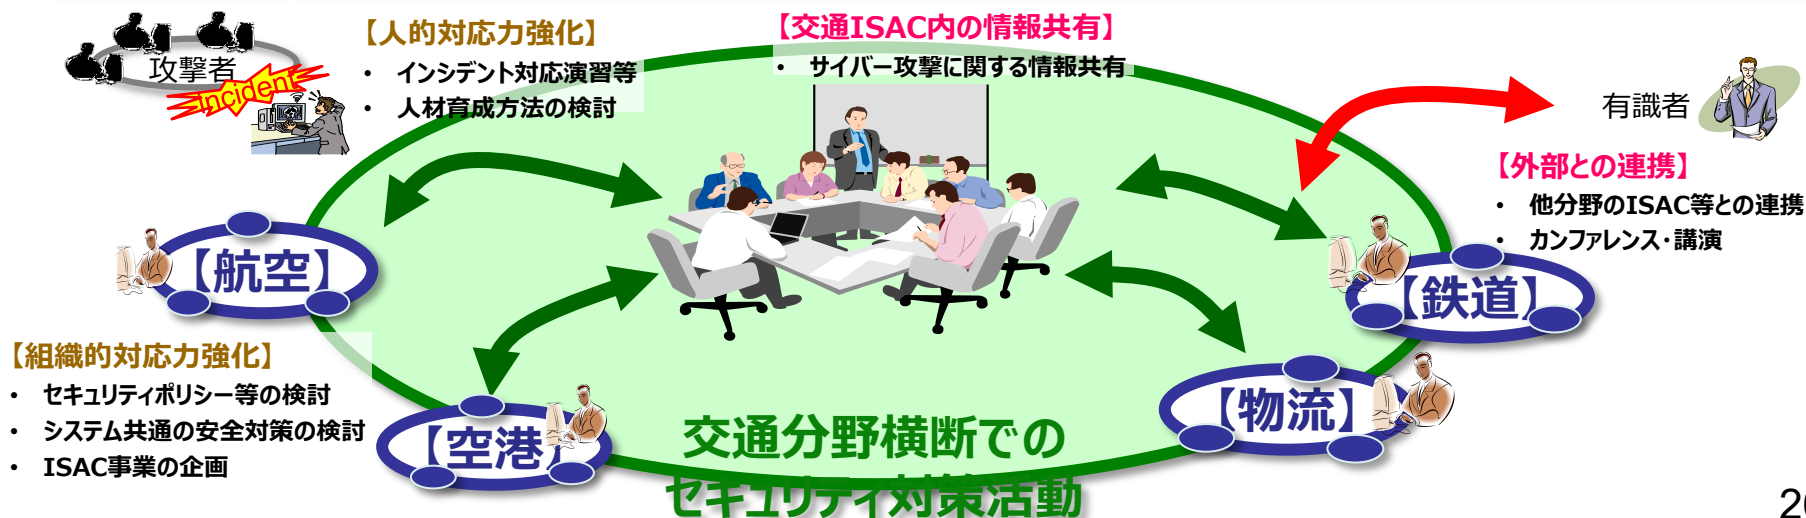 攻撃者
incident
【人的対応力強化】
• インシデント対応演習等
• 人材育成方法の検討
【交通ISAC内の情報共有】
• サイバー攻撃に関する情報共有
有識者
【外部との連携】
• 他分野のISAC等との連携
• カンファレンス・講演
【航空】
【鉄道】
【組織的対応力強化】
• セキュリティポリシー等の検討
• システム共通の安全対策の検討
• ISAC事業の企画
【空港】
【物流】
交通分野横断での
セキュリティ対策活動